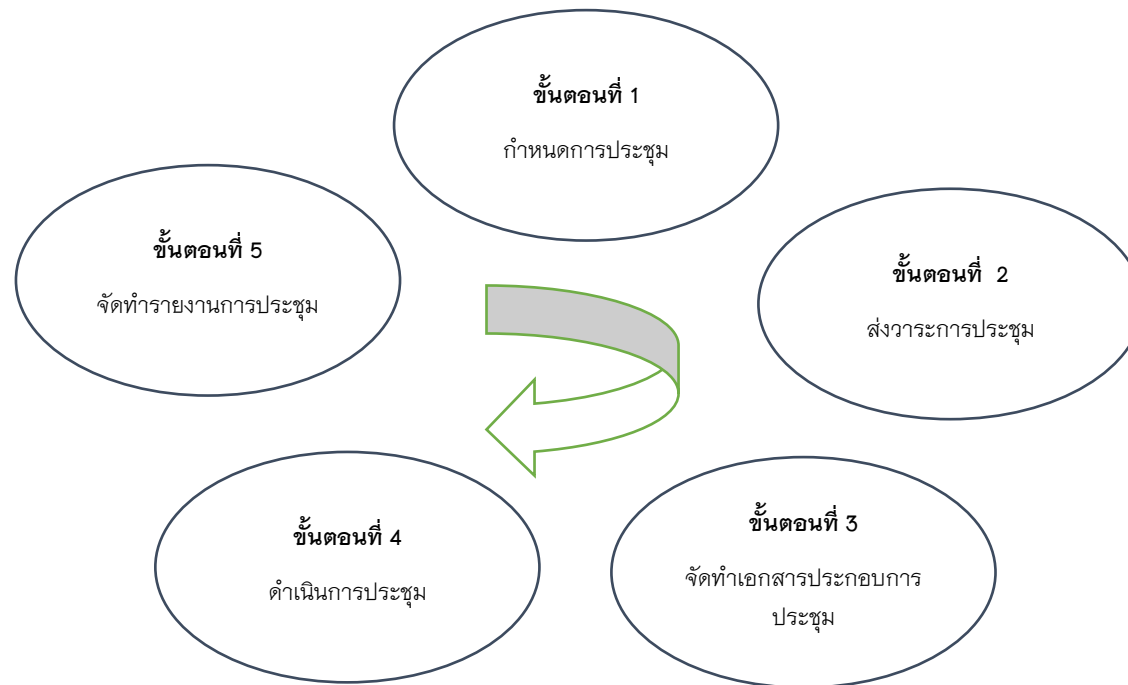 ขั้นตอนที่ 1
กำหนดการประชุม
ขั้นตอนที่ 2
ส่งวาระการประชุม
ขั้นตอนที่ 3
จัดทำเอกสารประกอบการ
ประชุม
ขั้นตอนที่ 4
ดำเนินการประชุม
ขั้นตอนที่ 5
จัดทำรายงานการประชุม